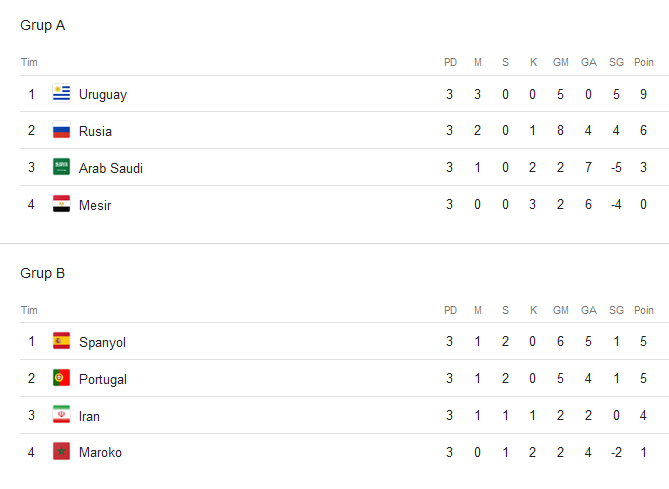 Grup A
Tim PD M S K GM GA SG Poin
1 Uruguay 3 3 0 0 5 0 5 9
2 Rusia 3 2 0 1 8 4 4 6
3 Arab Saudi 3 1 0 2 2 7 -5 3
4 Mesir 3 0 0 3 2 6 -4 0
Grup B
Tim PD M S K GM GA SG Poin
1 Spanyol 3 1 2 0 6 5 1 5
2 Portugal 3 1 2 0 5 4 1 5
3 Iran 3 1 1 1 2 2 0 4
4 Maroko 3 0 1 2 2 4 -2 1